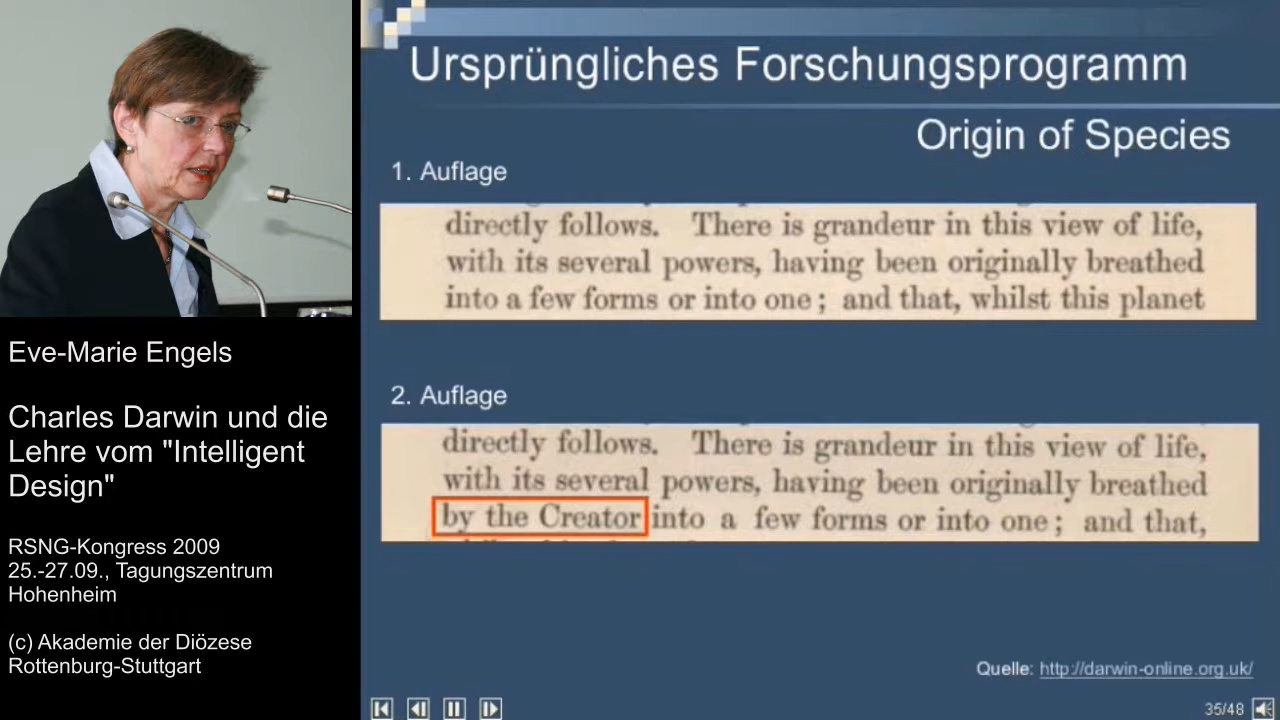 Ursprüngliches Forschungsprogramm
Origin of Species
1. Auflage
directly follows. There is grandeur in this view of life,
with its several powers, having been originally breathed
into a few forms or into one; and that, whilst this planet
2. Auflage
directly follows. There is grandeur in this view of life,
with its several powers, having been originally breathed
by the Creator into a few forms or into one; and that,
Quelle: http://darwin-online.org.uk/
35/48
Eve-Marie Engels
Charles Darwin und die
Lehre vom "Intelligent
Design"
RSNG-Kongress 2009
25.-27.09., Tagungszentrum
Hohenheim
(c) Akademie der Diözese
Rottenburg-Stuttgart